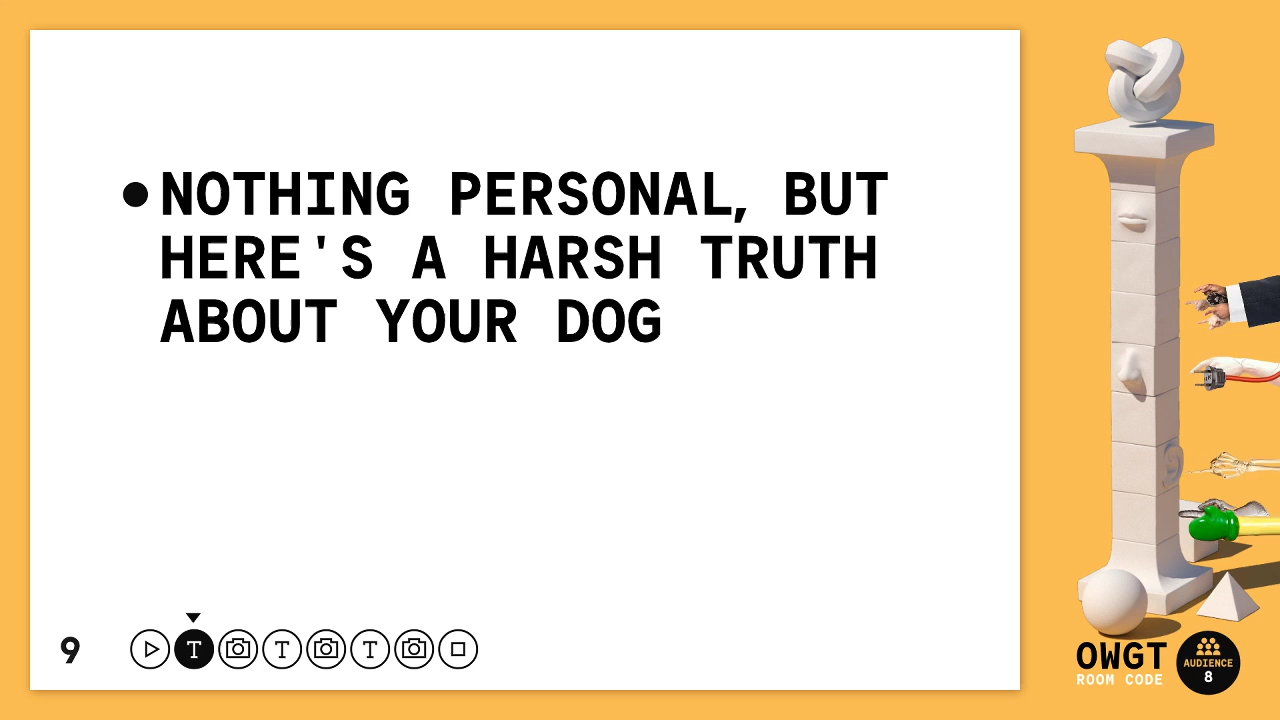 ● NOTHING PERSONAL, BUT
HERE'S A HARSH TRUTH
ABOUT YOUR DOG
9
T T T
OWGT
ROOM CODE
AUDIENCE
8